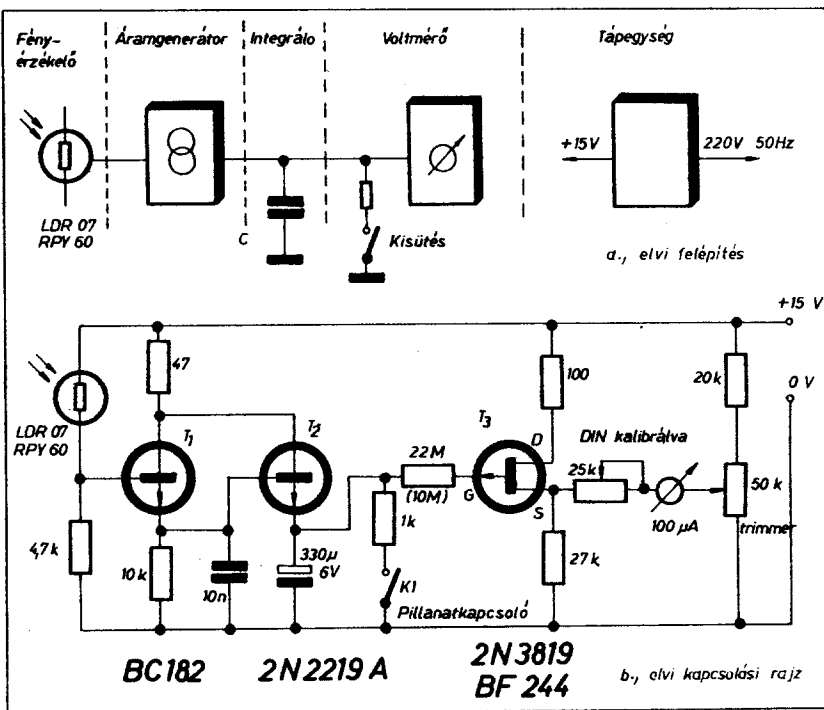 Fény-
érzékelő
Áramgenerátor
Integráló
Voltmérő
Tápegység
+15V
220V 50Hz
LDR 07
RPY 60
C
Kisütés
a., elvi felépítés
+15 V
0 V
47
100
20k
LDR 07
RPY 60
T1
T2
T3
D
DIN kalibrálva
22M
(10M)
G
S
25k
100 µA
50 k
trimmer
4,7k
10k
10n
330µ
6V
1k
K1
Pillanatkapcsoló
27k
BC182
2N2219A
2N3819
BF 244
b., elvi kapcsolási rajz